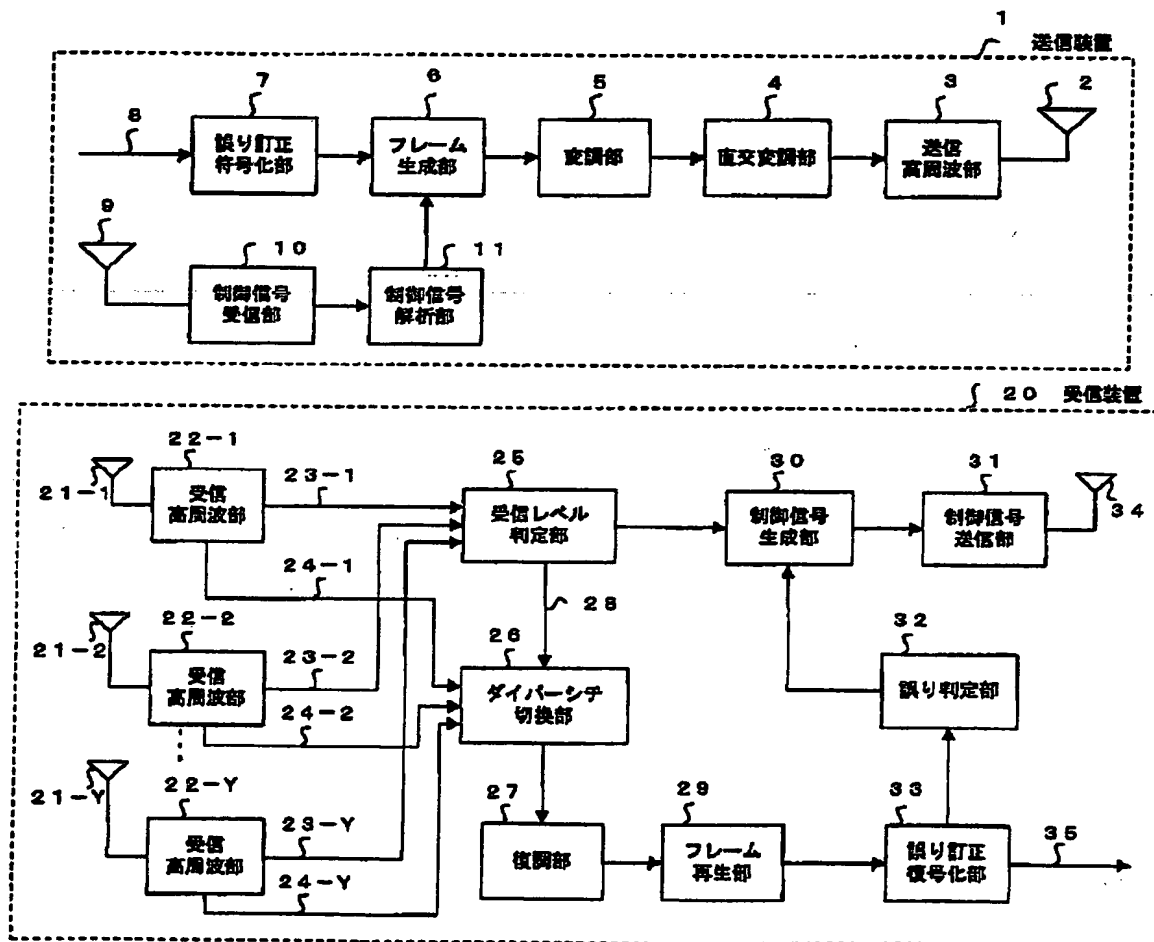 1
送信装置
7
6
5
4
3
2
8
誤り訂正
符号化部
フレーム
生成部
変調部
直交変調部
送信
高周波部
9
10
11
制御信号
受信部
制御信号
解析部
20 受信装置
22-1
21-1
受信
高周波部
23-1
24-1
25
受信レベル
判定部
30
制御信号
生成部
31
制御信号
送信部
34
28
22-2
21-2
受信
高周波部
23-2
24-2
26
ダイバーシチ
切換部
32
誤り判定部
22-Y
21-Y
受信
高周波部
23-Y
24-Y
27
復調部
29
フレーム
再生部
33
誤り訂正
復号化部
35